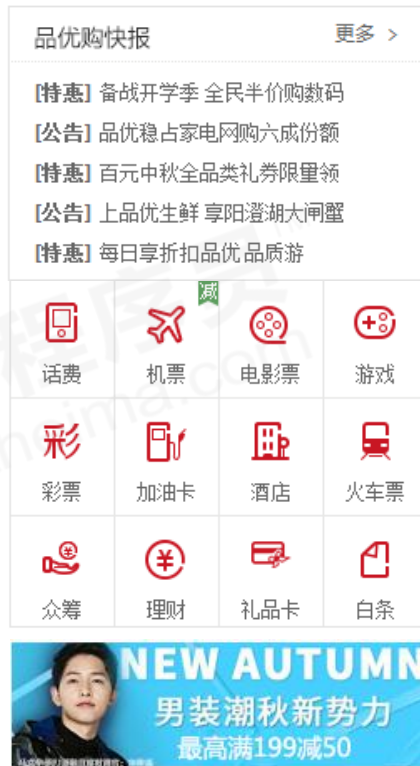 品优购快报 更多 >
[特惠] 备战开学季 全民半价购数码
[公告] 品优稳占家电网购六成份额
[特惠] 百元中秋全品类礼券限量领
[公告] 上品优生鲜 享阳澄湖大闸蟹
[特惠] 每日享折扣品优品质游
减
话费 机票 电影票 游戏
彩
彩票 加油卡 酒店 火车票
众筹 理财 礼品卡 白条
NEW AUTUMN
男装潮秋新势力
最高满199减50